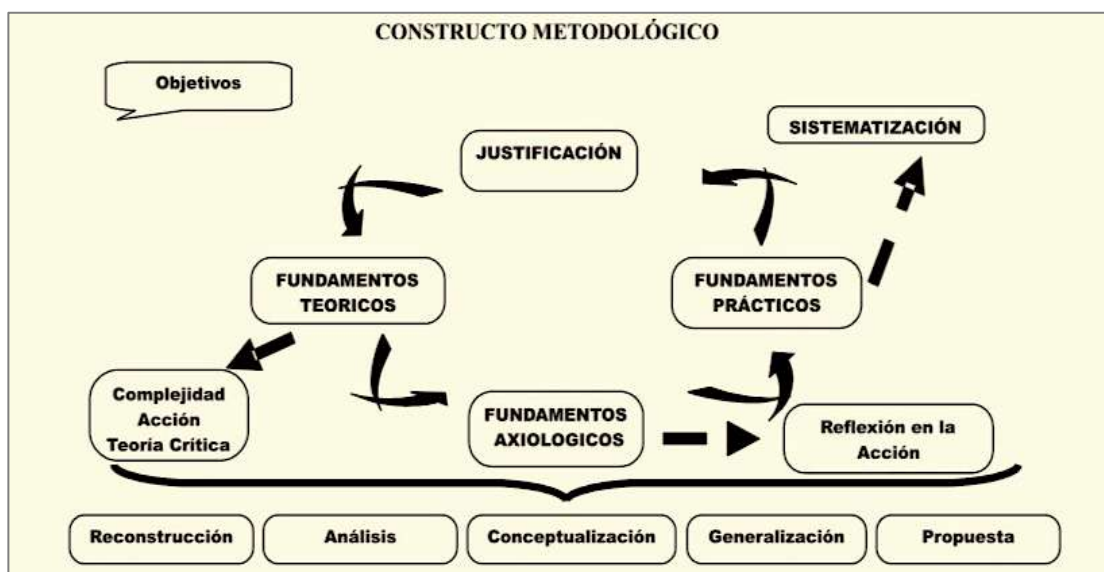 CONSTRUCTO METODOLÓGICO
Objetivos
SISTEMATIZACIÓN
JUSTIFICACIÓN
FUNDAMENTOS
TEORICOS
FUNDAMENTOS
PRÁCTICOS
Complejidad
Acción
Teoría Crítica
FUNDAMENTOS
AXIOLOGICOS
Reflexión en la
Acción
Reconstrucción
Análisis
Conceptualización
Generalización
Propuesta